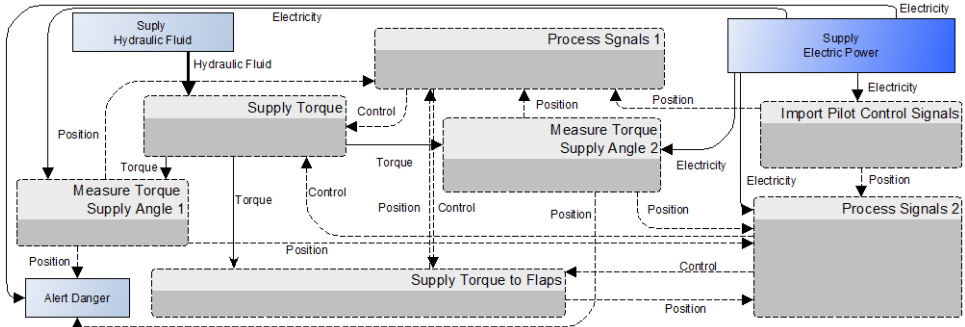 Electricity
Electricity
Suply
Hydraulic Fluid
Process Sgnals 1
Supply
Electric Power
Hydraulic Fluid
Electricity
Supply Torque
Control
Position
Position
Import Pilot Control Signals
Position
Measure Torque
Supply Angle 2
Torque
Torque
Electricity
Measure Torque
Supply Angle 1
Torque
Control
Position
Control
Position
Position
Electricity
Position
Process Signals 2
Position
Position
Control
Supply Torque to Flaps
Alert Danger
Position